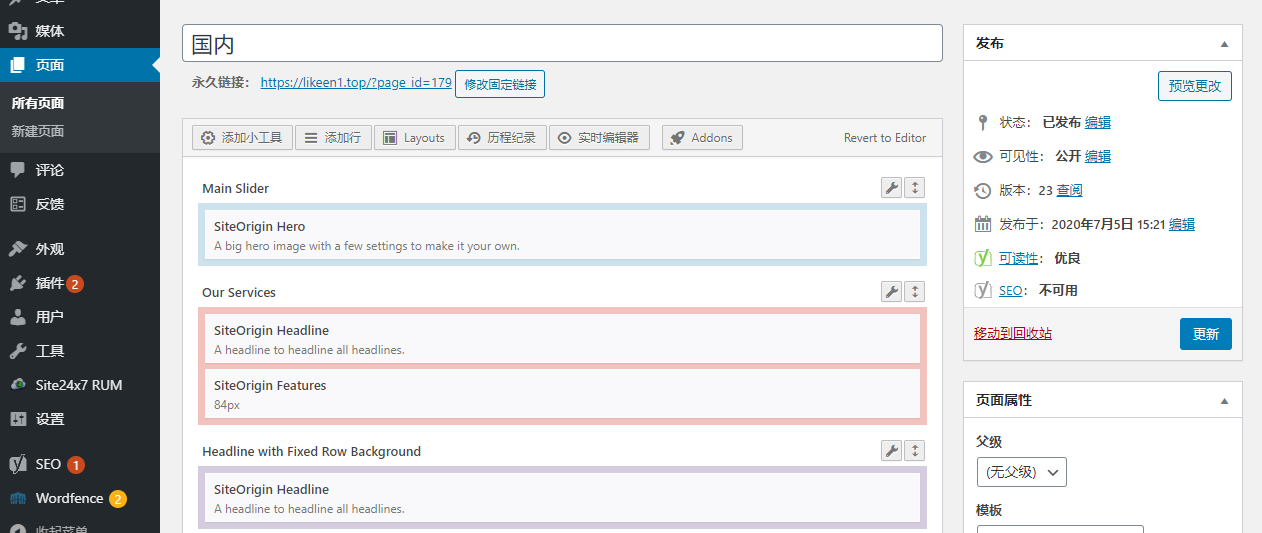 媒体
页面
所有页面
新建页面
评论
反馈
外观
插件 2
用户
工具
Site24x7 RUM
设置
SEO 1
Wordfence 2
收起菜单
国内
永久链接： https://likeen1.top/?page_id=179 修改固定链接
添加小工具 添加行 Layouts 历程纪录 实时编辑器 Addons Revert to Editor
Main Slider
SiteOrigin Hero
A big hero image with a few settings to make it your own.
Our Services
SiteOrigin Headline
A headline to headline all headlines.
SiteOrigin Features
84px
Headline with Fixed Row Background
SiteOrigin Headline
A headline to headline all headlines.
发布
预览更改
状态： 已发布 编辑
可见性： 公开 编辑
版本：23 查阅
发布于：2020年7月5日 15:21 编辑
可读性： 优良
SEO： 不可用
移动到回收站 更新
页面属性
父级
(无父级)
模板